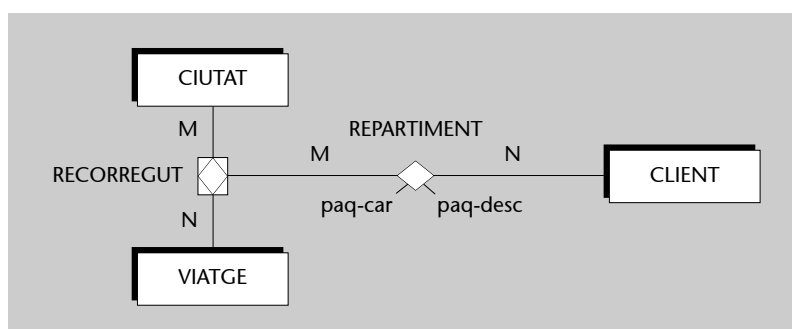 CIUTAT
M
REPARTIMENT
RECORREGUT
M
N
CLIENT
paq-car
paq-desc
N
VIATGE